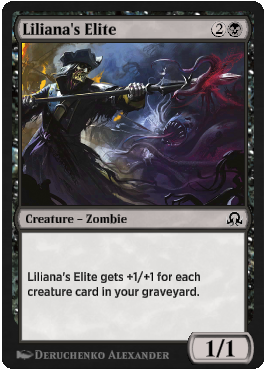 Liliana's Elite 2
Creature – Zombie
Liliana's Elite gets +1/+1 for each
creature card in your graveyard.
Deruchenko Alexander
1/1